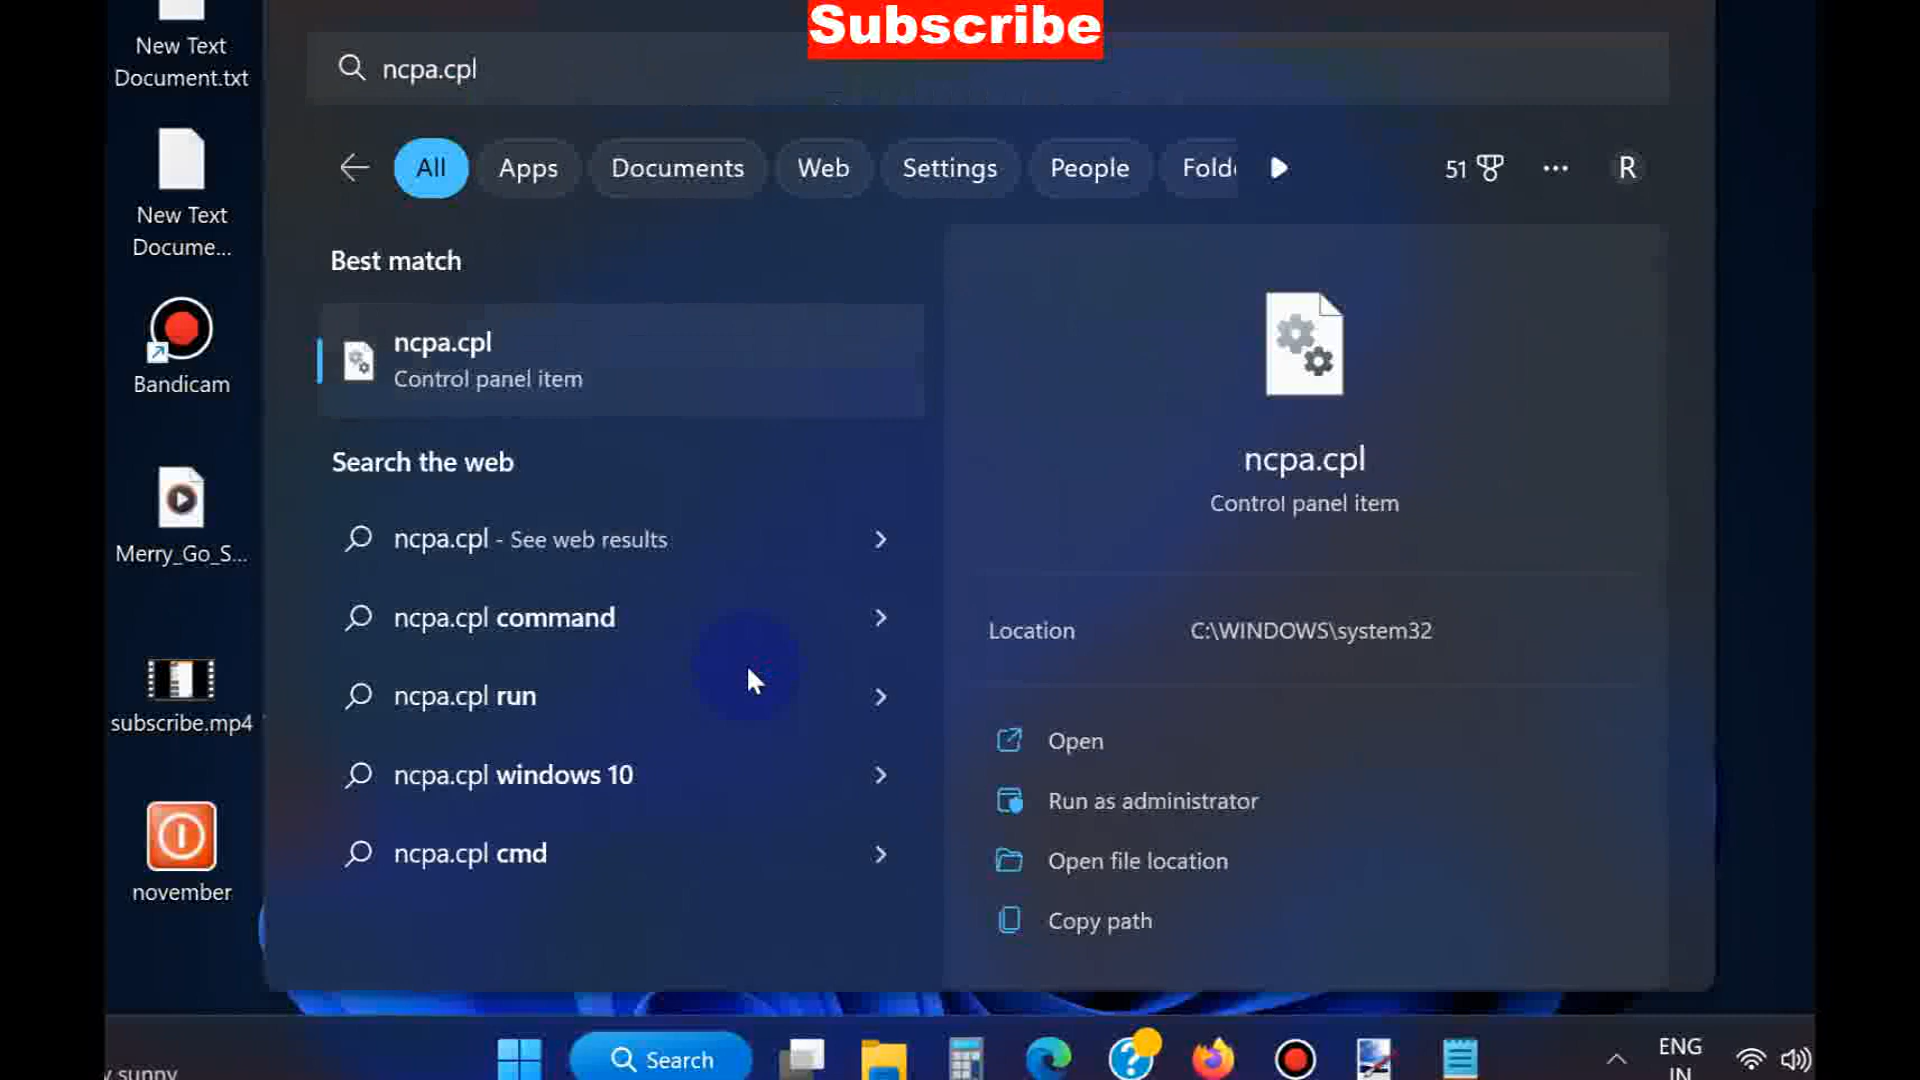 Subscribe
New Text
Document.txt
ncpa.cpl
All
Apps
Documents
Web
Settings
People
51
R
New Text
Docume...
Best match
ncpa.cpl
Control panel item
Bandicam
Search the web
ncpa.cpl
Control panel item
ncpa.cpl - See web results
Merry_Go_S...
ncpa.cpl command
Location C:\WINDOWS\system32
ncpa.cpl run
subscribe.mp4
Open
ncpa.cpl windows 10
Run as administrator
ncpa.cpl cmd
Open file location
november
Copy path
Search
ENG
IN
sunny